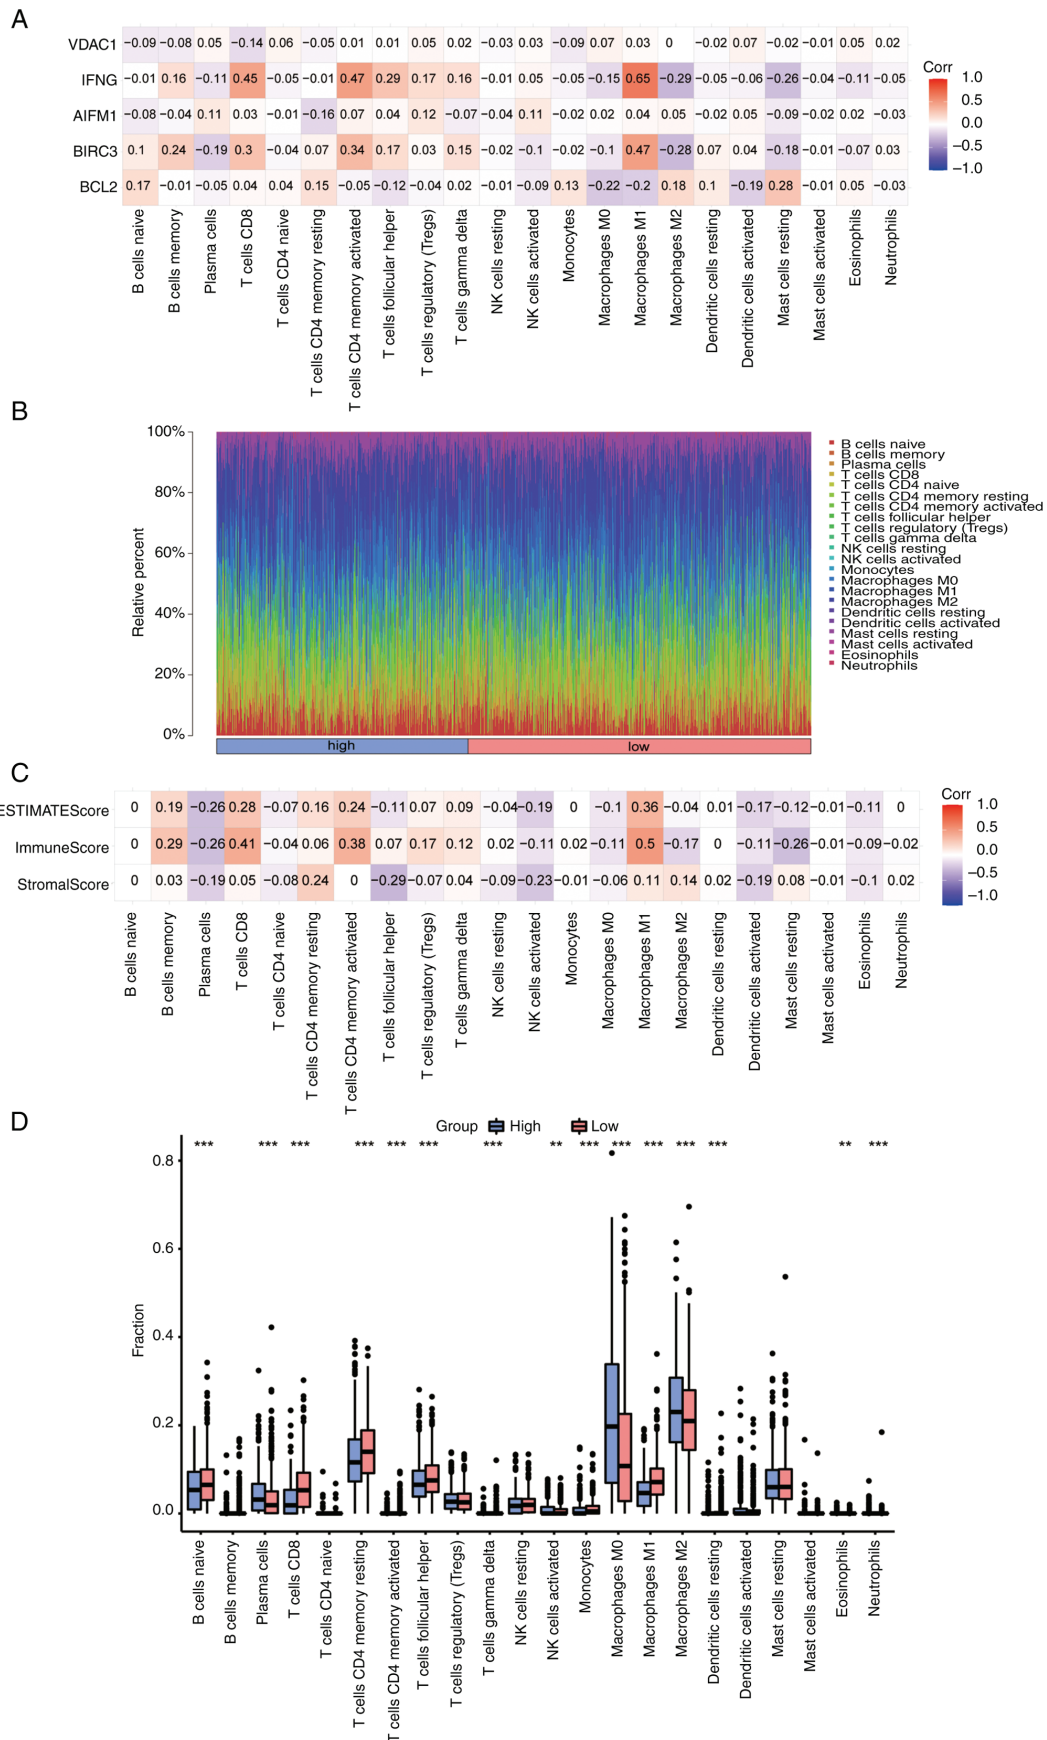 A
VDAC1 −0.09 −0.08 0.05 −0.14 0.06 −0.05 0.01 0.01 0.05 0.02 −0.03 0.03 −0.09 0.07 0.03 0 −0.02 0.07 −0.02 −0.01 0.05 0.02
IFNG −0.01 0.16 −0.11 0.45 −0.05 −0.01 0.47 0.29 0.17 0.16 −0.01 0.05 −0.05 −0.15 0.65 −0.29 −0.05 −0.06 −0.26 −0.04 −0.11 −0.05
AIFM1 −0.08 −0.04 0.11 0.03 −0.01 −0.16 0.07 0.04 0.12 −0.07 −0.04 0.11 −0.02 0.02 0.04 0.05 −0.02 0.05 −0.09 −0.02 0.02 −0.03
BIRC3 0.1 0.24 −0.19 0.3 −0.04 0.07 0.34 0.17 0.03 0.15 −0.02 −0.1 −0.02 −0.1 0.47 −0.28 0.07 0.04 −0.18 −0.01 −0.07 0.03
BCL2 0.17 −0.01 −0.05 0.04 0.04 0.15 −0.05 −0.12 −0.04 0.02 −0.01 −0.09 0.13 −0.22 −0.2 0.18 0.1 −0.19 0.28 −0.01 0.05 −0.03
Corr
1.0
0.5
0.0
−0.5
−1.0
B cells naive
B cells memory
Plasma cells
T cells CD8
T cells CD4 naive
T cells CD4 memory resting
T cells CD4 memory activated
T cells follicular helper
T cells regulatory (Tregs)
T cells gamma delta
NK cells resting
NK cells activated
Monocytes
Macrophages M0
Macrophages M1
Macrophages M2
Dendritic cells resting
Dendritic cells activated
Mast cells resting
Mast cells activated
Eosinophils
Neutrophils
B
Relative percent
100%
80%
60%
40%
20%
0%
high low
B cells naive
B cells memory
Plasma cells
T cells CD8
T cells CD4 naive
T cells CD4 memory resting
T cells CD4 memory activated
T cells follicular helper
T cells regulatory (Tregs)
T cells gamma delta
NK cells resting
NK cells activated
Monocytes
Macrophages M0
Macrophages M1
Macrophages M2
Dendritic cells resting
Dendritic cells activated
Mast cells resting
Mast cells activated
Eosinophils
Neutrophils
C
ESTIMATEScore 0 0.19 −0.26 0.28 −0.07 0.16 0.24 −0.11 0.07 0.09 −0.04 −0.19 0 −0.1 0.36 −0.04 0.01 −0.17 −0.12 −0.01 −0.11 0
ImmuneScore 0 0.29 −0.26 0.41 −0.04 0.06 0.38 0.07 0.17 0.12 0.02 −0.11 0.02 −0.11 0.5 −0.17 0 −0.11 −0.26 −0.01 −0.09 −0.02
StromalScore 0 0.03 −0.19 0.05 −0.08 0.24 0 −0.29 −0.07 0.04 −0.09 −0.23 −0.01 −0.06 0.11 0.14 0.02 −0.19 0.08 −0.01 −0.1 0.02
Corr
1.0
0.5
−0.0
−0.5
−1.0
B cells naive
B cells memory
Plasma cells
T cells CD8
T cells CD4 naive
T cells CD4 memory resting
T cells CD4 memory activated
T cells follicular helper
T cells regulatory (Tregs)
T cells gamma delta
NK cells resting
NK cells activated
Monocytes
Macrophages M0
Macrophages M1
Macrophages M2
Dendritic cells resting
Dendritic cells activated
Mast cells resting
Mast cells activated
Eosinophils
Neutrophils
D
Group High Low
*** *** *** *** *** *** *** ** *** *** *** *** *** ** ***
Fraction
0.8
0.6
0.4
0.2
0.0
B cells naive
B cells memory
Plasma cells
T cells CD8
T cells CD4 naive
T cells CD4 memory resting
T cells CD4 memory activated
T cells follicular helper
T cells regulatory (Tregs)
T cells gamma delta
NK cells resting
NK cells activated
Monocytes
Macrophages M0
Macrophages M1
Macrophages M2
Dendritic cells resting
Dendritic cells activated
Mast cells resting
Mast cells activated
Eosinophils
Neutrophils